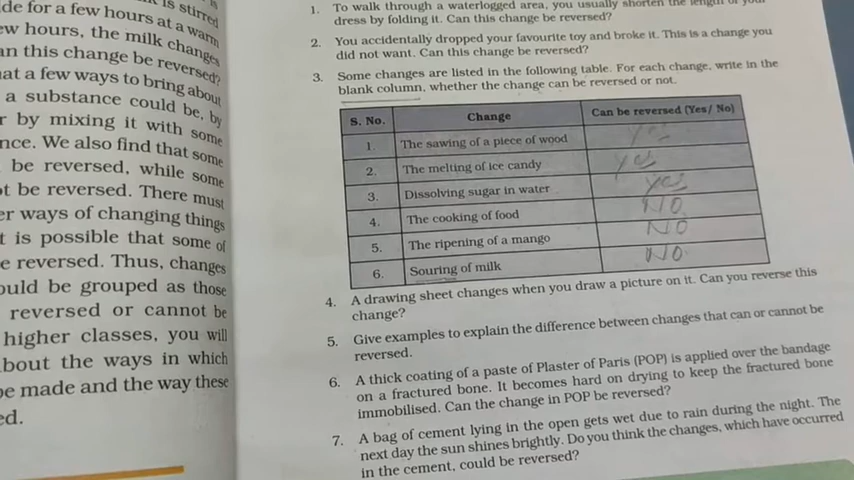 is stirred
de for a few hours at a warm
ew hours, the milk changes
an this change be reversed?
at a few ways to bring about
a substance could be, by
r by mixing it with some
nce. We also find that some
be reversed, while some
ot be reversed. There must
er ways of changing things
t is possible that some of
e reversed. Thus, changes
ould be grouped as those
reversed or cannot be
higher classes, you will
bout the ways in which
be made and the way these
ed.
1. To walk through a waterlogged area, you usually shorten the length of your
dress by folding it. Can this change be reversed?
2. You accidentally dropped your favourite toy and broke it. This is a change you
did not want. Can this change be reversed?
3. Some changes are listed in the following table. For each change, write in the
blank column, whether the change can be reversed or not.
S. No. Change Can be reversed (Yes/ No)
1. The sawing of a piece of wood Yes
2. The melting of ice candy Yes
3. Dissolving sugar in water Yes
4. The cooking of food NO
5. The ripening of a mango NO
6. Souring of milk NO
4. A drawing sheet changes when you draw a picture on it. Can you reverse this
change?
5. Give examples to explain the difference between changes that can or cannot be
reversed.
6. A thick coating of a paste of Plaster of Paris (POP) is applied over the bandage
on a fractured bone. It becomes hard on drying to keep the fractured bone
immobilised. Can the change in POP be reversed?
7. A bag of cement lying in the open gets wet due to rain during the night. The
next day the sun shines brightly. Do you think the changes, which have occurred
in the cement, could be reversed?